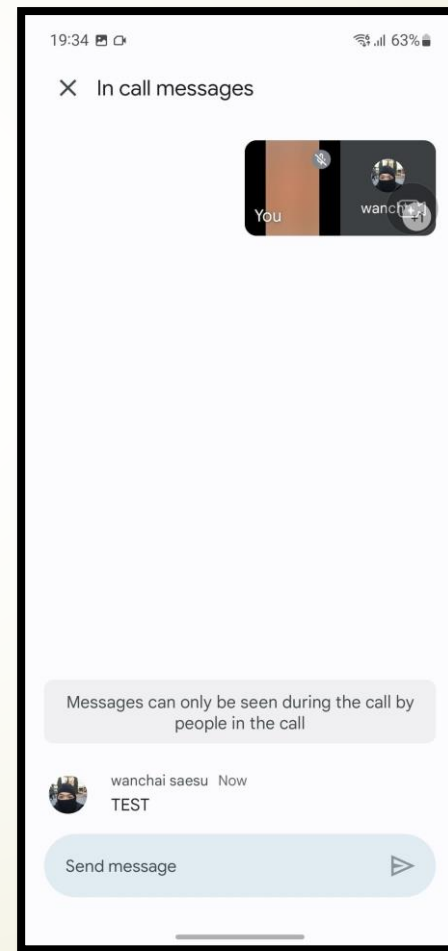 19:34 63%
In call messages
You
Messages can only be seen during the call by
people in the call
wanchai saesu Now
TEST
Send message